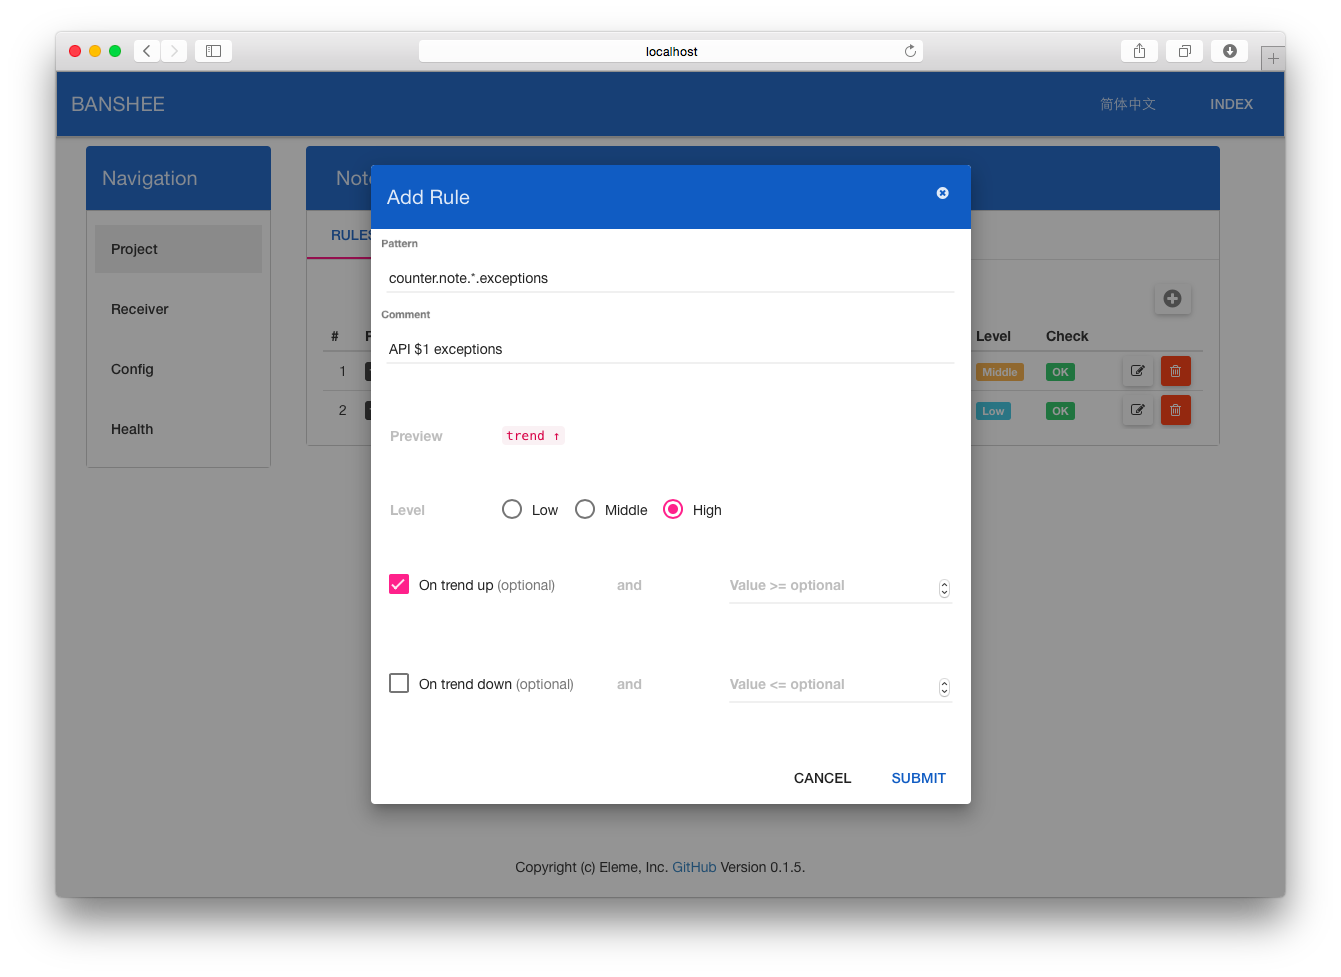 localhost
BANSHEE
简体中文
INDEX
Navigation
Project
Receiver
Config
Health
Note
RULES
Add Rule
Pattern
counter.note.*.exceptions
Comment
API $1 exceptions
Preview
trend ↑
Level
Low
Middle
High
On trend up (optional)
and
Value >= optional
On trend down (optional)
and
Value <= optional
CANCEL
SUBMIT
#
Level
Check
1
Middle
OK
2
Low
OK
Copyright (c) Eleme, Inc. GitHub Version 0.1.5.